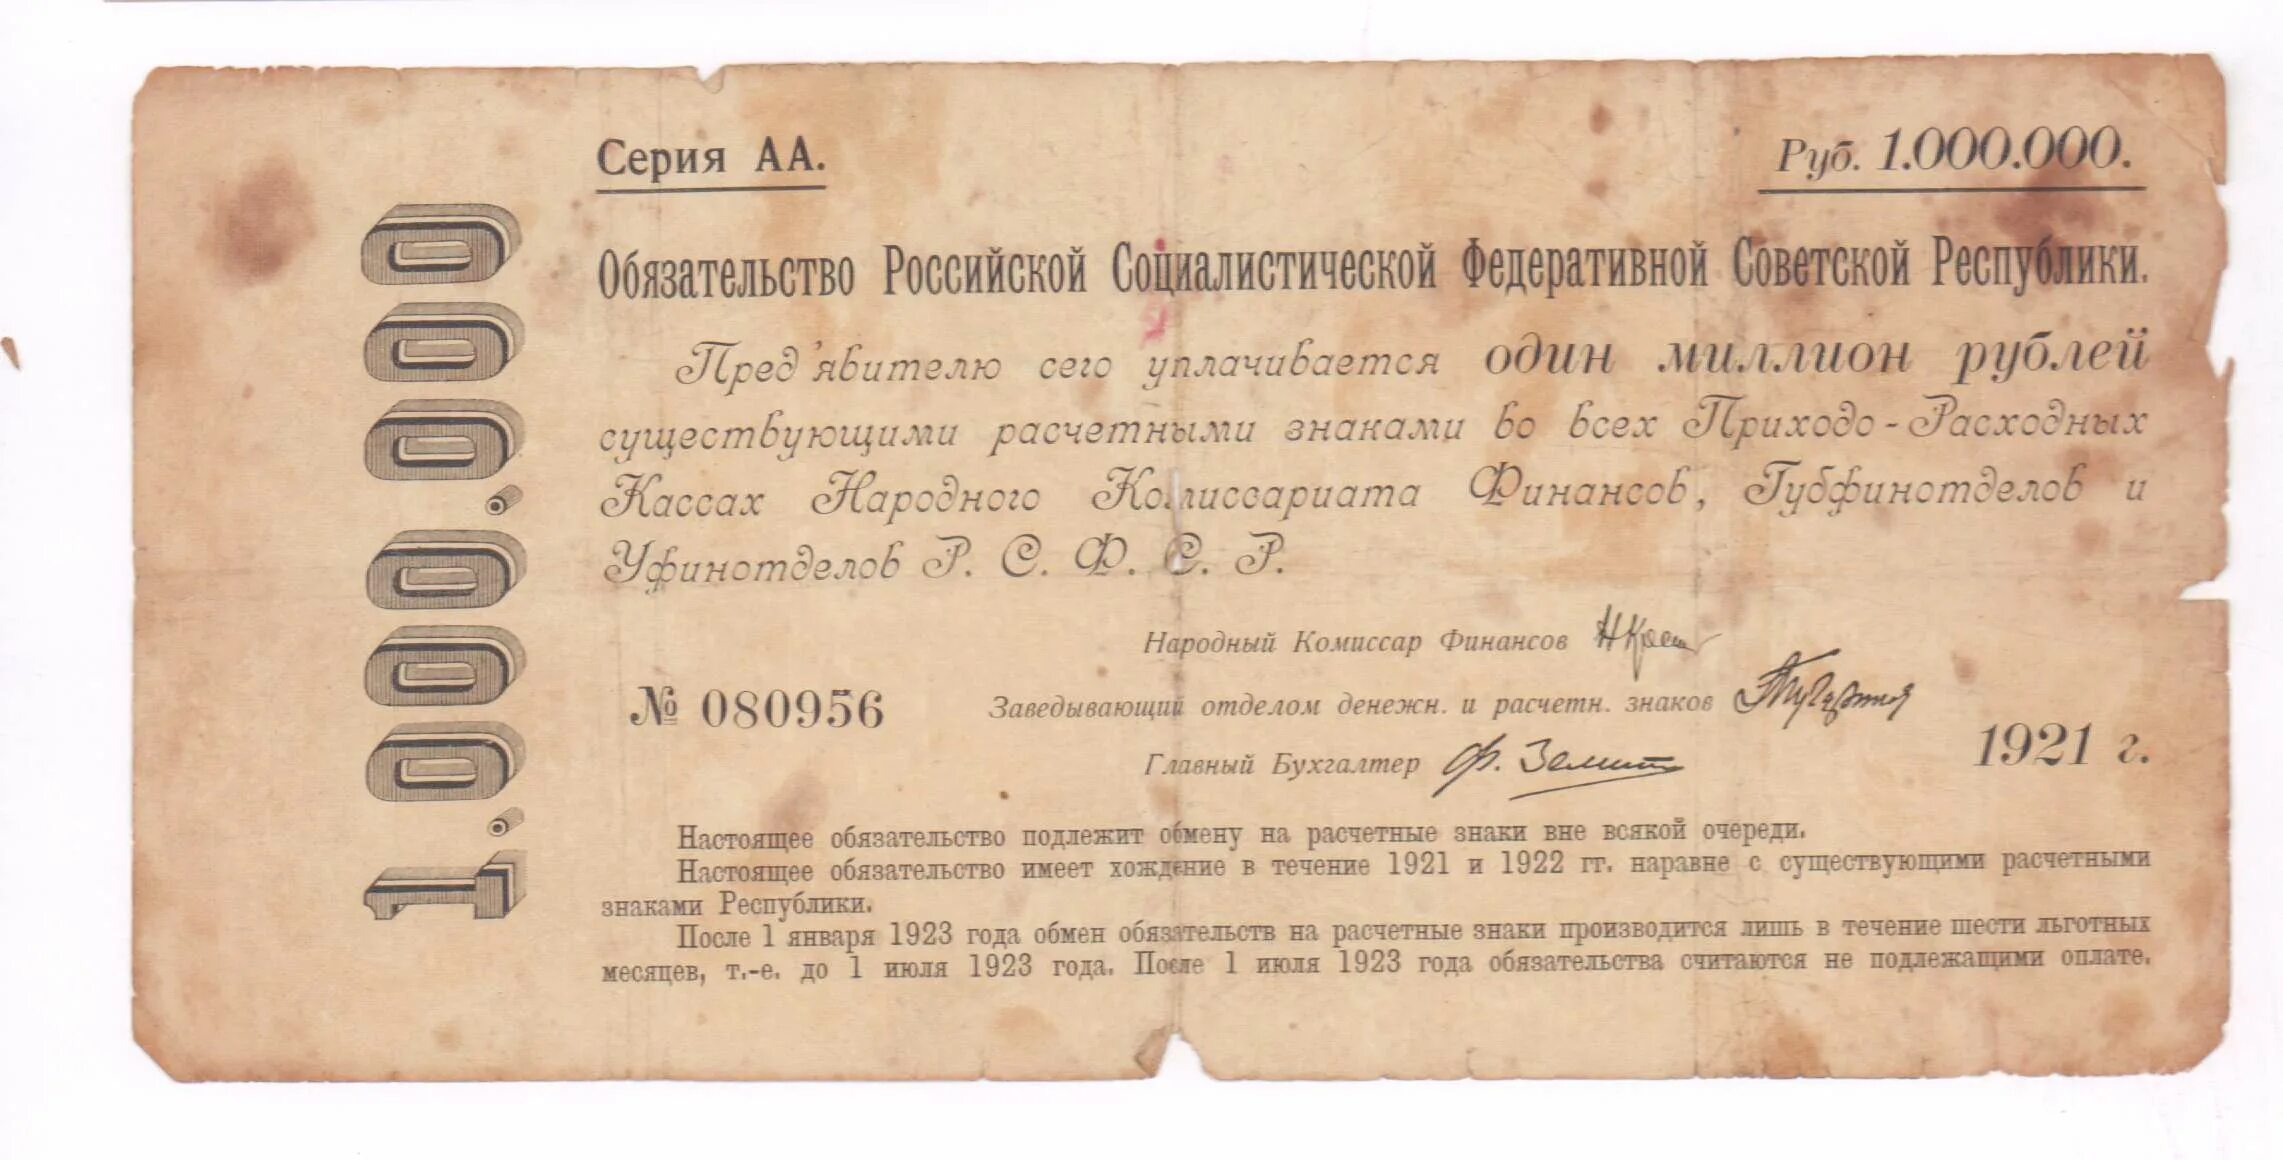 Серия АА.
Руб. 1.000.000.
1.000.000
Обязательство Российской Социалистической Федеративной Советской Республики.
Пред'явителю сего уплачивается один миллион рублей
существующими расчетными знаками во всех Приходо-Расходных
Кассах Народного Комиссариата Финансов, Губфинотделов и
Уфинотделов Р. С. Ф. С. Р.
Народный Комиссар Финансов
№ 080956
Заведывающий отделом денежн. и расчетн. знаков
1921 г.
Главный Бухгалтер Ф. Земит
Настоящее обязательство подлежит обмену на расчетные знаки вне всякой очереди.
Настоящее обязательство имеет хождение в течение 1921 и 1922 гг. наравне с существующими расчетными
знаками Республики.
После 1 января 1923 года обмен обязательств на расчетные знаки производится лишь в течение шести льготных
месяцев, т.-е. до 1 июля 1923 года. После 1 июля 1923 года обязательства считаются не подлежащими оплате.